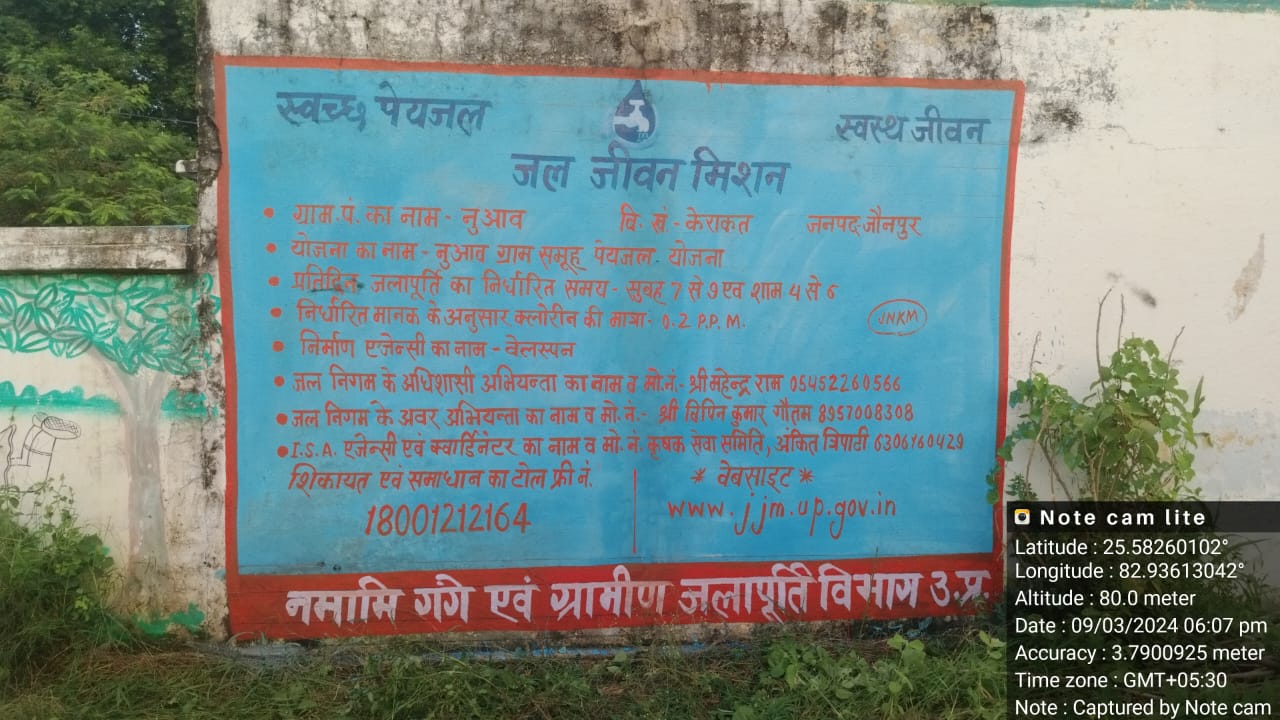 स्वच्छ पेयजल
स्वस्थ जीवन
जल जीवन मिशन
• ग्राम.पं. का नाम - नुआव वि. खं. - केराकत जनपद-जौनपुर
• योजना का नाम - नुआव ग्राम समूह पेयजल- योजना
• प्रतिदिन जलापूर्ति का निर्धारित समय - सुबह 7 से 9 एव शाम 4 से 6
• निर्धारित मानक के अनुसार क्लोरीन की मात्रा- 0.2 P.P.M.
JNKM
• निर्माण एजेन्सी का नाम - वेलस्पन
• जल निगम के अधिशासी अभियन्ता का नाम व मो.नं.- श्री महेन्द्र राम 05452260566
• जल निगम के अवर अभियन्ता का नाम व मो. नं.- श्री विपिन कुमार गौतम 8957008308
• I.S.A. एजेन्सी एवं क्वार्डिनेटर का नाम व मो. नं. कृषक सेवा समिति, अंकित त्रिपाठी 6306160429
शिकायत एवं समाधान का टोल फ्री नं.
18001212164
* वेबसाइट *
www.jjm.up.gov.in
नमामि गंगे एवं ग्रामीण जलापूर्ति विभाग उ.प्र.
Note cam lite
Latitude : 25.58260102°
Longitude : 82.93613042°
Altitude : 80.0 meter
Date : 09/03/2024 06:07 pm
Accuracy : 3.7900925 meter
Time zone : GMT+05:30
Note : Captured by Note cam